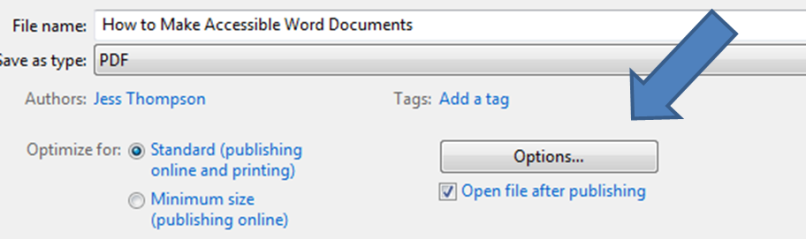 File name: How to Make Accessible Word Documents
Save as type: PDF
Authors: Jess Thompson Tags: Add a tag
Optimize for: Standard (publishing
online and printing)
Options...
Open file after publishing
Minimum size
(publishing online)